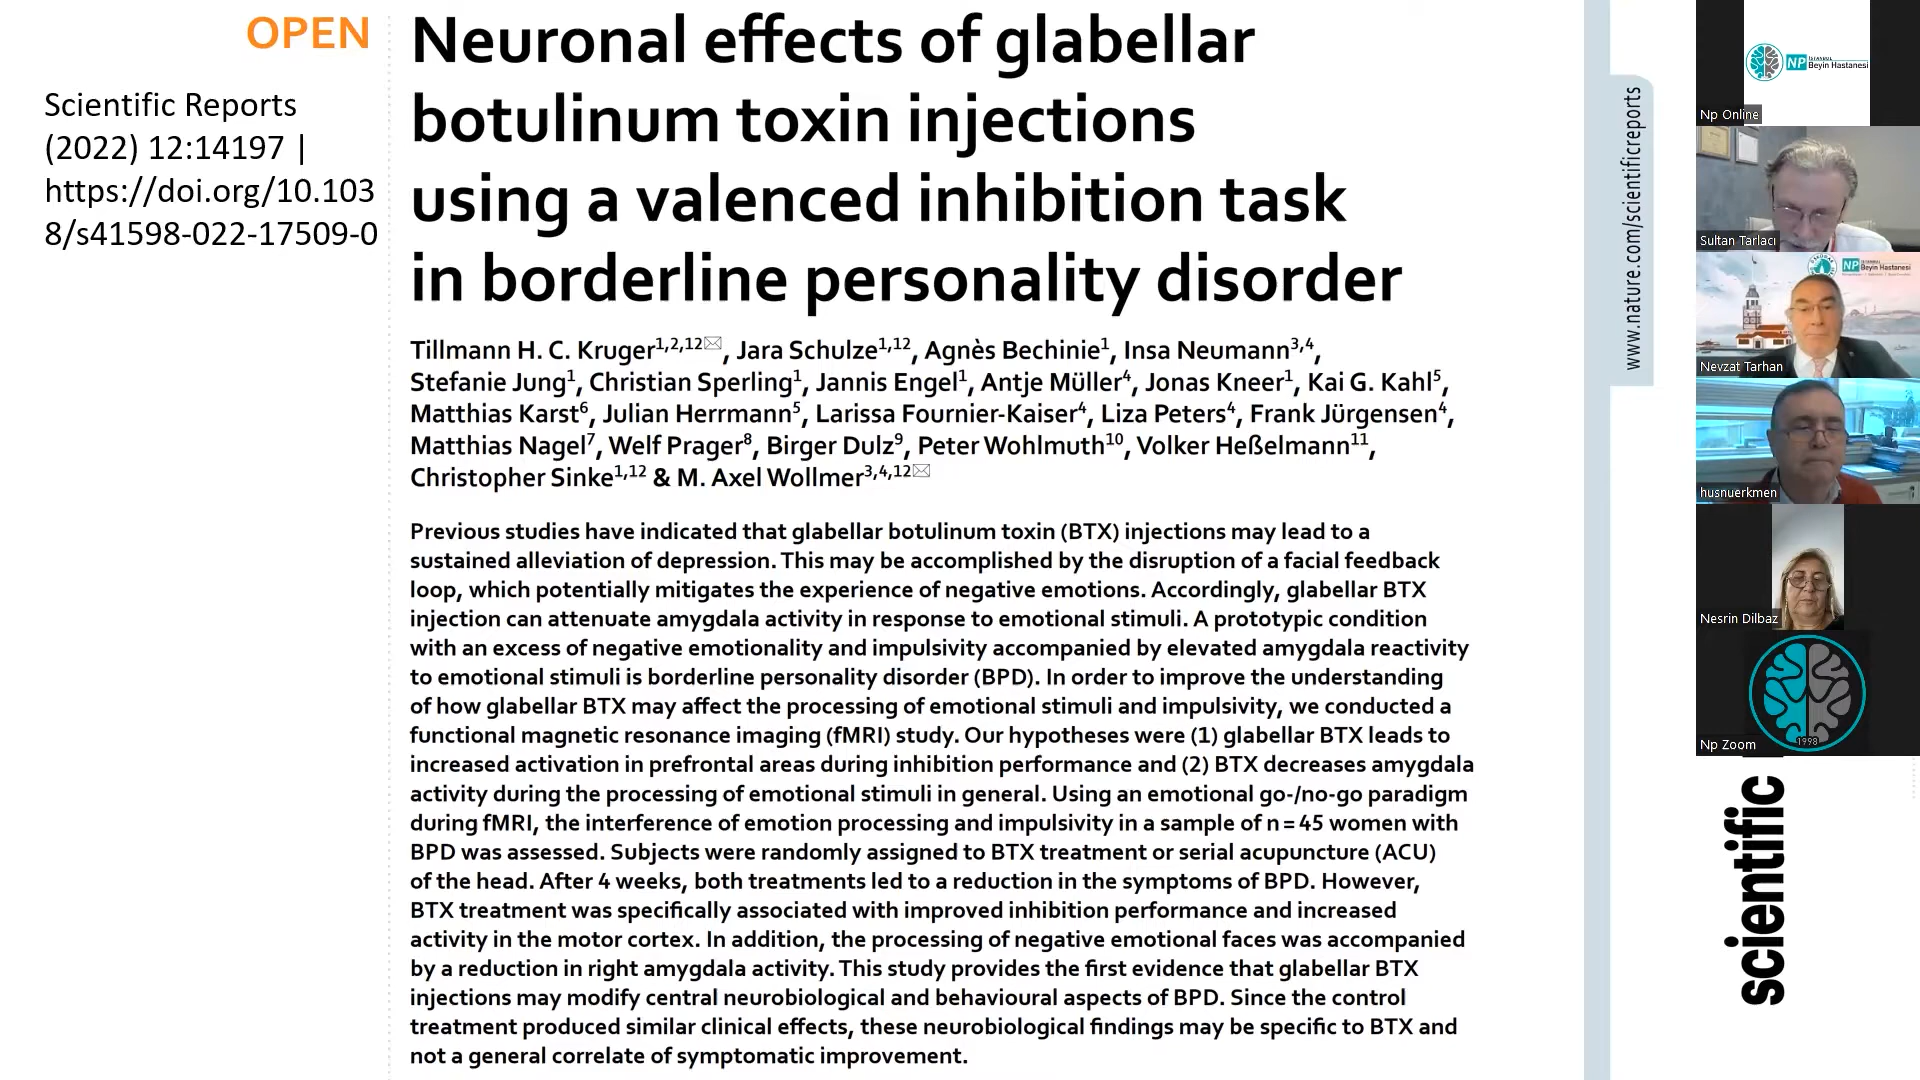 OPEN
Scientific Reports
(2022) 12:14197 |
https://doi.org/10.103
8/s41598-022-17509-0
Neuronal effects of glabellar
botulinum toxin injections
using a valenced inhibition task
in borderline personality disorder
Tillmann H. C. Kruger1,2,12✉, Jara Schulze1,12, Agnès Bechinie1, Insa Neumann3,4,
Stefanie Jung1, Christian Sperling1, Jannis Engel1, Antje Müller4, Jonas Kneer1, Kai G. Kahl5,
Matthias Karst6, Julian Herrmann5, Larissa Fournier-Kaiser4, Liza Peters4, Frank Jürgensen4,
Matthias Nagel7, Welf Prager8, Birger Dulz9, Peter Wohlmuth10, Volker Heßelmann11,
Christopher Sinke1,12 & M. Axel Wollmer3,4,12✉
Previous studies have indicated that glabellar botulinum toxin (BTX) injections may lead to a
sustained alleviation of depression. This may be accomplished by the disruption of a facial feedback
loop, which potentially mitigates the experience of negative emotions. Accordingly, glabellar BTX
injection can attenuate amygdala activity in response to emotional stimuli. A prototypic condition
with an excess of negative emotionality and impulsivity accompanied by elevated amygdala reactivity
to emotional stimuli is borderline personality disorder (BPD). In order to improve the understanding
of how glabellar BTX may affect the processing of emotional stimuli and impulsivity, we conducted a
functional magnetic resonance imaging (fMRI) study. Our hypotheses were (1) glabellar BTX leads to
increased activation in prefrontal areas during inhibition performance and (2) BTX decreases amygdala
activity during the processing of emotional stimuli in general. Using an emotional go-/no-go paradigm
during fMRI, the interference of emotion processing and impulsivity in a sample of n = 45 women with
BPD was assessed. Subjects were randomly assigned to BTX treatment or serial acupuncture (ACU)
of the head. After 4 weeks, both treatments led to a reduction in the symptoms of BPD. However,
BTX treatment was specifically associated with improved inhibition performance and increased
activity in the motor cortex. In addition, the processing of negative emotional faces was accompanied
by a reduction in right amygdala activity. This study provides the first evidence that glabellar BTX
injections may modify central neurobiological and behavioural aspects of BPD. Since the control
treatment produced similar clinical effects, these neurobiological findings may be specific to BTX and
not a general correlate of symptomatic improvement.
www.nature.com/scientificreports
NP
İSTANBUL
Beyin Hastanesi
Np Online
Sultan Tarlacı
NP
İSTANBUL
Beyin Hastanesi
Nevzat Tarhan
husnuerkmen
Nesrin Dilbaz
1998
Np Zoom
scientific